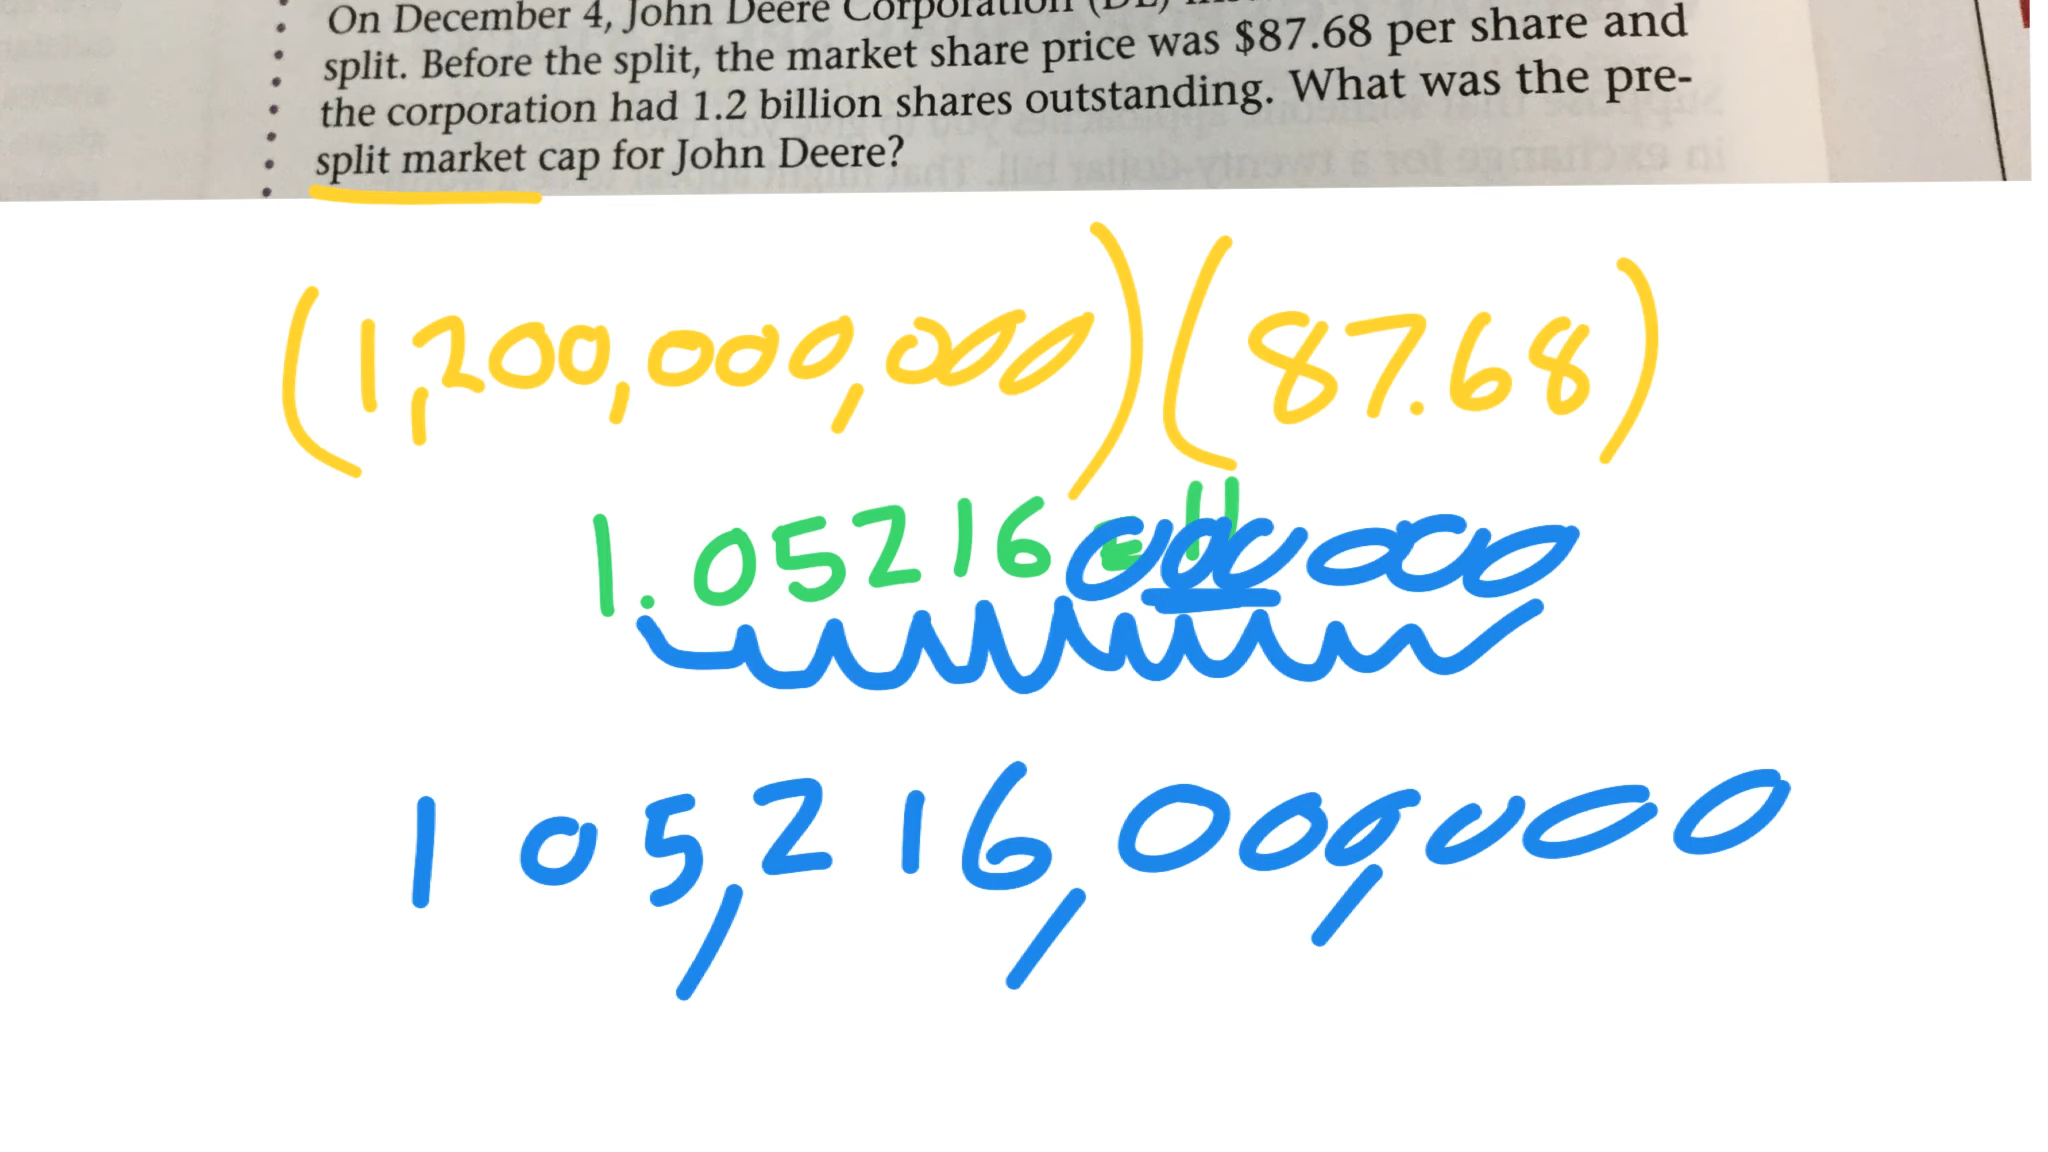 On December 4, John Deere Corporation
split. Before the split, the market share price was $87.68 per share and
the corporation had 1.2 billion shares outstanding. What was the pre-
split market cap for John Deere?
(1,200,000,000)(87.68)
1.05216 E 11 000000
105,216,000,000